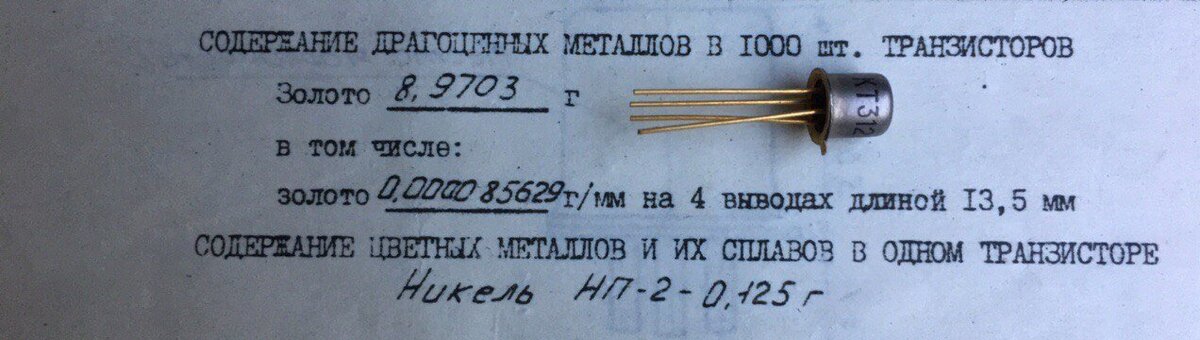 СОДЕРЖАНИЕ ДРАГОЦЕННЫХ МЕТАЛЛОВ В 1000 шт. ТРАНЗИСТОРОВ
Золото 8,9703 г
КТ312
в том числе:
золото 0,000085629 г/мм на 4 выводах длиной 13,5 мм
СОДЕРЖАНИЕ ЦВЕТНЫХ МЕТАЛЛОВ И ИХ СПЛАВОВ В ОДНОМ ТРАНЗИСТОРЕ
Никель НП-2-0,125 г